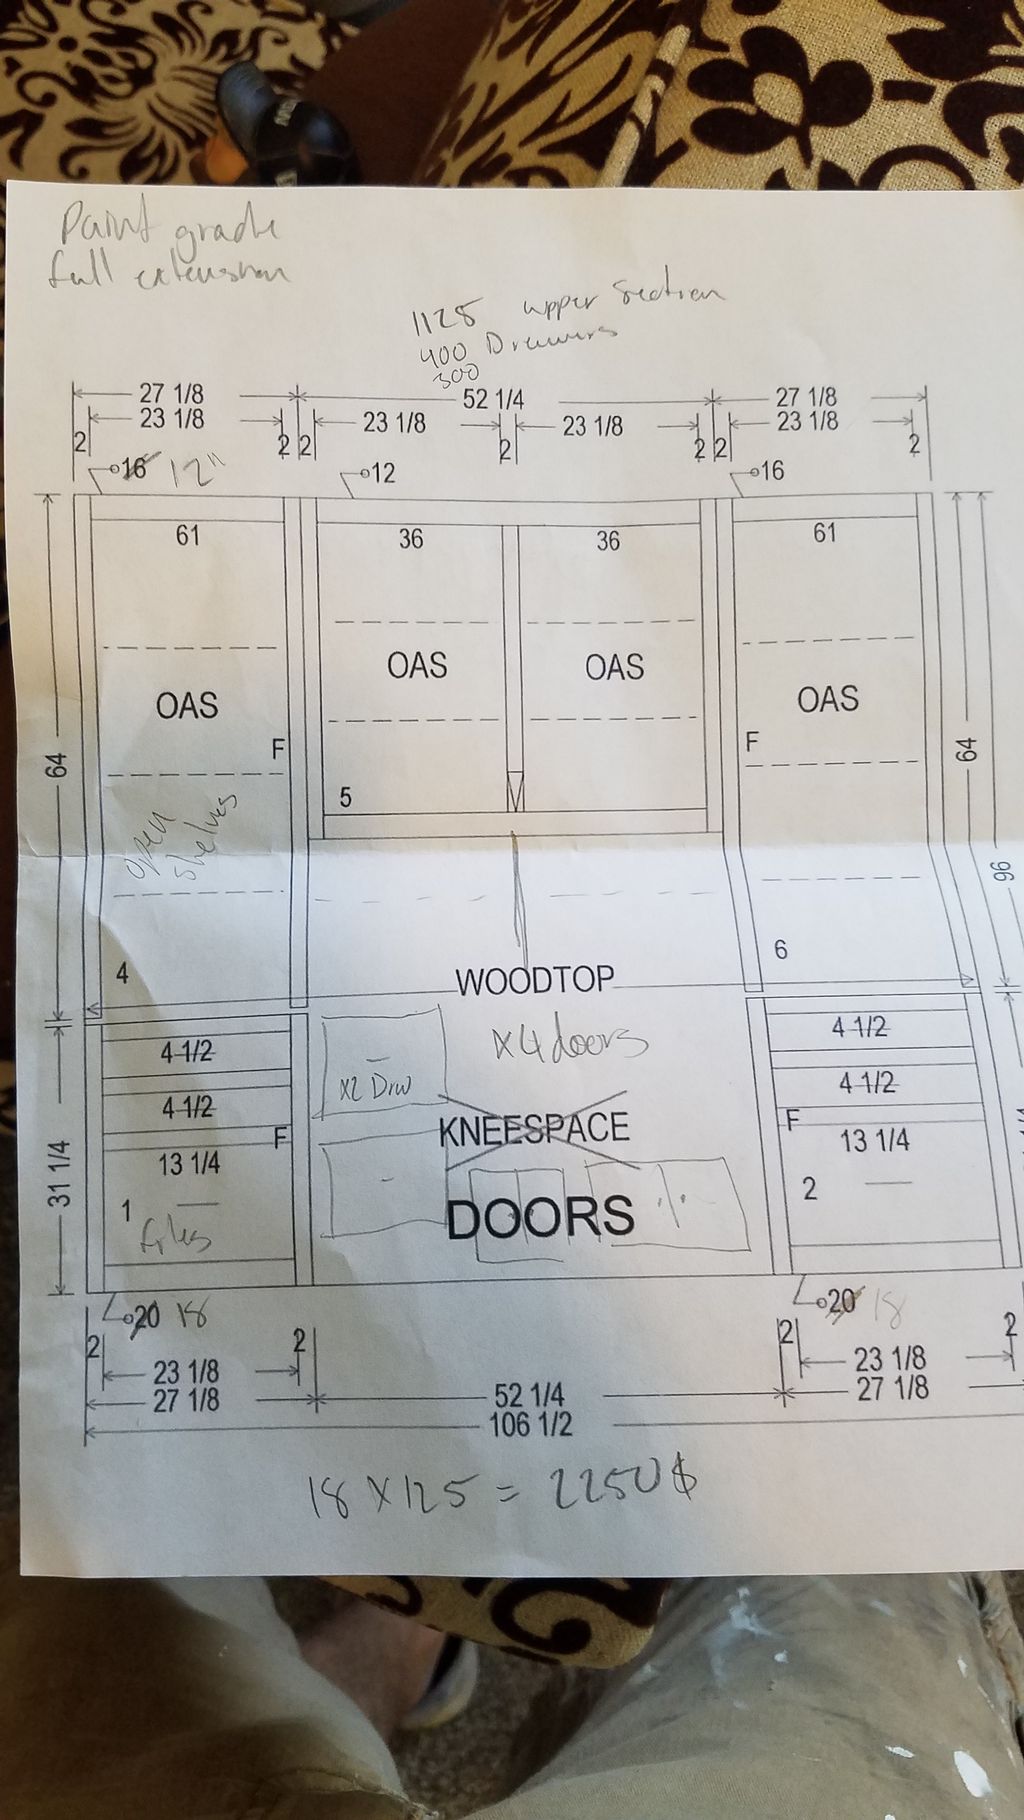 Paint grade
full extension
1125 upper Section
400 Drawers
300
27 1/8 52 1/4 27 1/8
23 1/8 23 1/8 23 1/8 23 1/8
2 2 2 2 2 2 2
16 12" 12 16
61 36 36 61
OAS OAS OAS OAS
F F
64 64
5
open
shelves
96
4 6
WOODTOP
4 1/2 x4 doors 4 1/2
x2 Drw
4 1/2 KNEESPACE 4 1/2
F F
13 1/4 13 1/4
31 1/4
1 DOORS 2
files
20 18 20 18
2 2 2 2
23 1/8 23 1/8
27 1/8 52 1/4 27 1/8
106 1/2
18 x 125 = 2250$